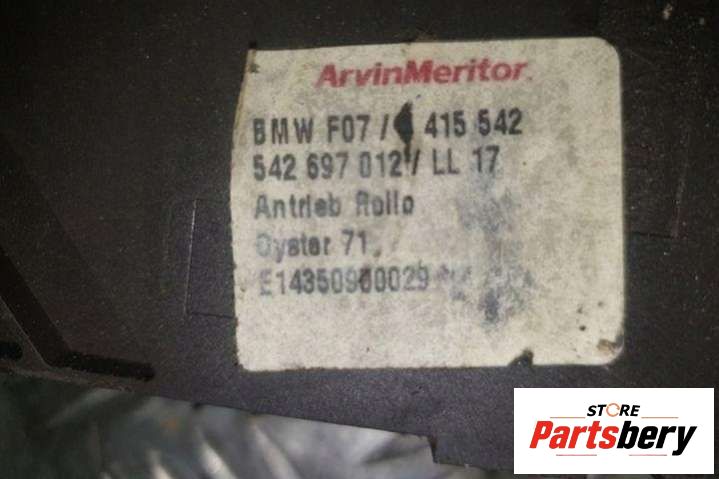 ArvinMeritor
BMW F07 / 415 542
542 697 012 / LL 17
Antrieb Rollo
Oyster 71
STORE
Partsbery